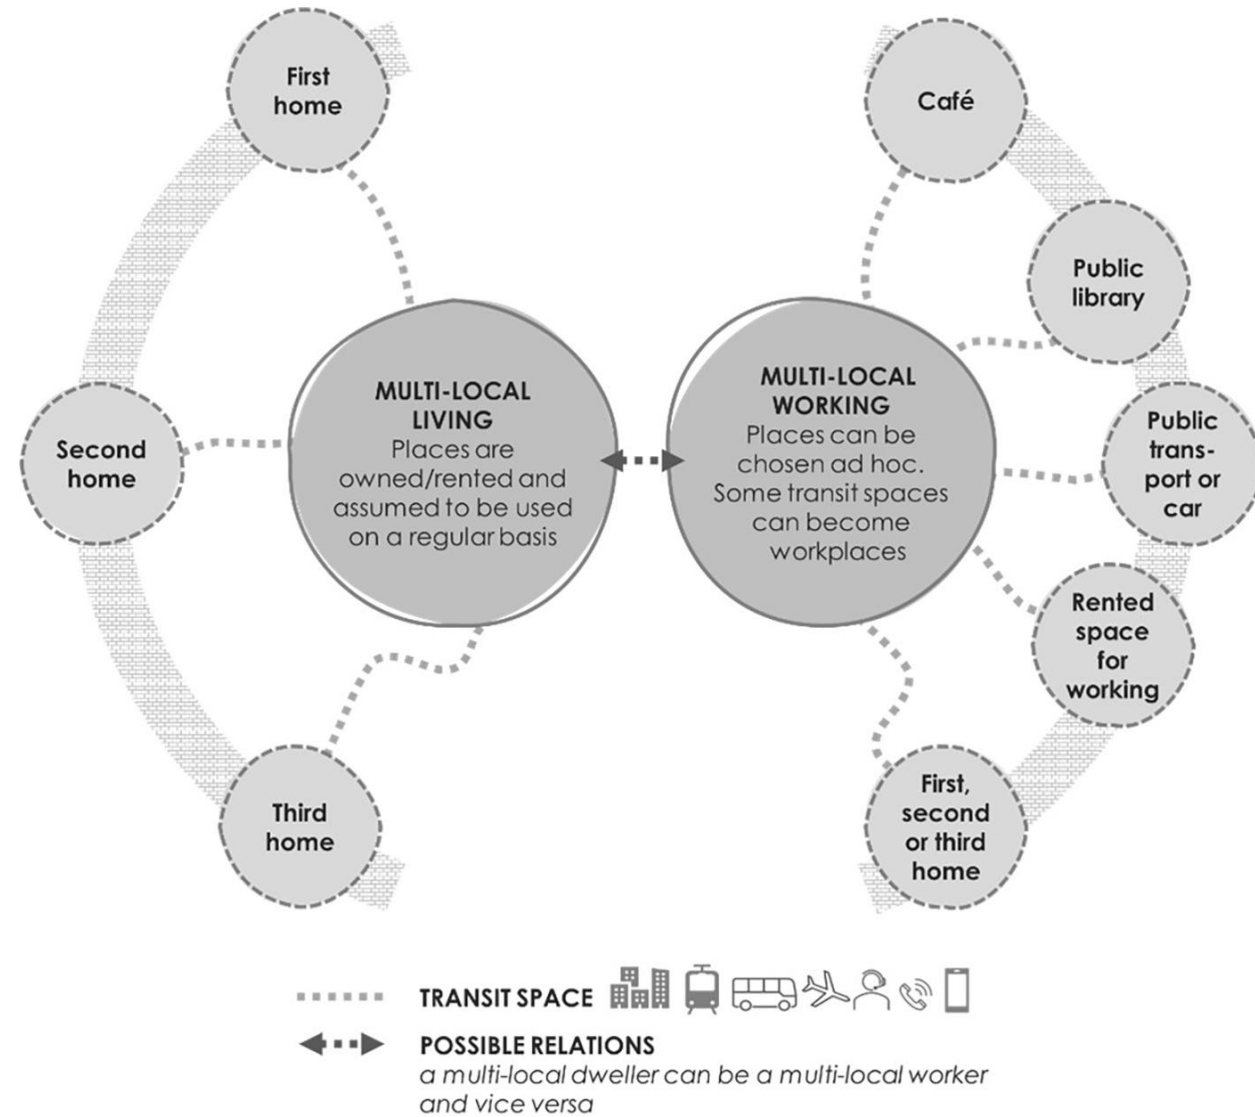 First
home
Second
home
Third
home
MULTI-LOCAL
LIVING
Places are
owned/rented and
assumed to be used
on a regular basis
MULTI-LOCAL
WORKING
Places can be
chosen ad hoc.
Some transit spaces
can become
workplaces
Café
Public
library
Public
trans-
port or
car
Rented
space
for
working
First,
second
or third
home
TRANSIT SPACE
POSSIBLE RELATIONS
a multi-local dweller can be a multi-local worker
and vice versa